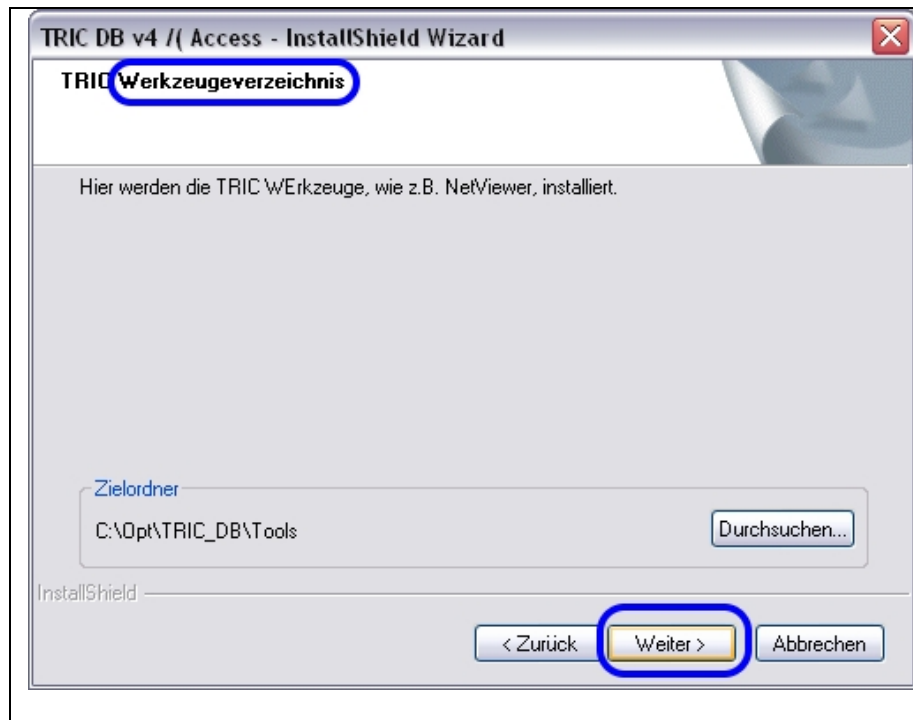 TRIC DB v4 /( Access - InstallShield Wizard
TRIC Werkzeugeverzeichnis
Hier werden die TRIC WErkzeuge, wie z.B. NetViewer, installiert.
Zielordner
C:\Opt\TRIC_DB\Tools
Durchsuchen...
InstallShield
< Zurück
Weiter >
Abbrechen